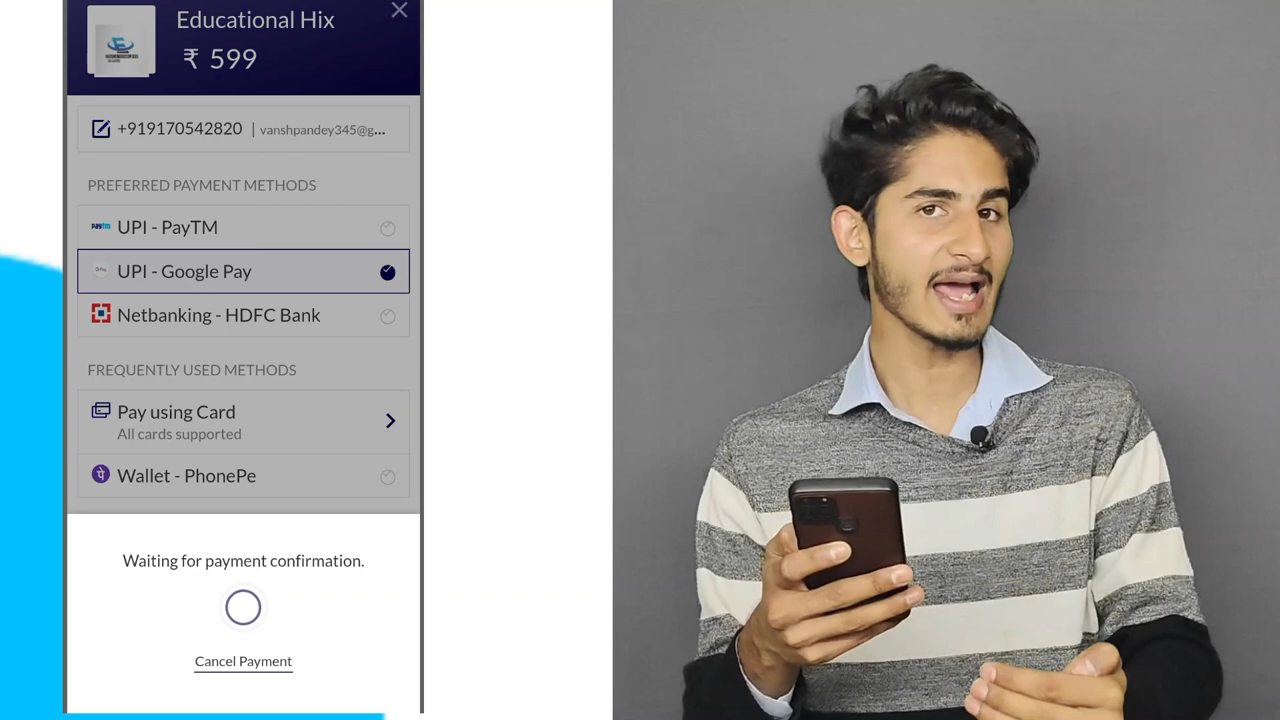 Educational Hix
₹ 599
+919170542820 | vanshpandey345@g...
PREFERRED PAYMENT METHODS
paytm UPI - PayTM
UPI - Google Pay
Netbanking - HDFC Bank
FREQUENTLY USED METHODS
Pay using Card
All cards supported
Wallet - PhonePe
Waiting for payment confirmation.
Cancel Payment